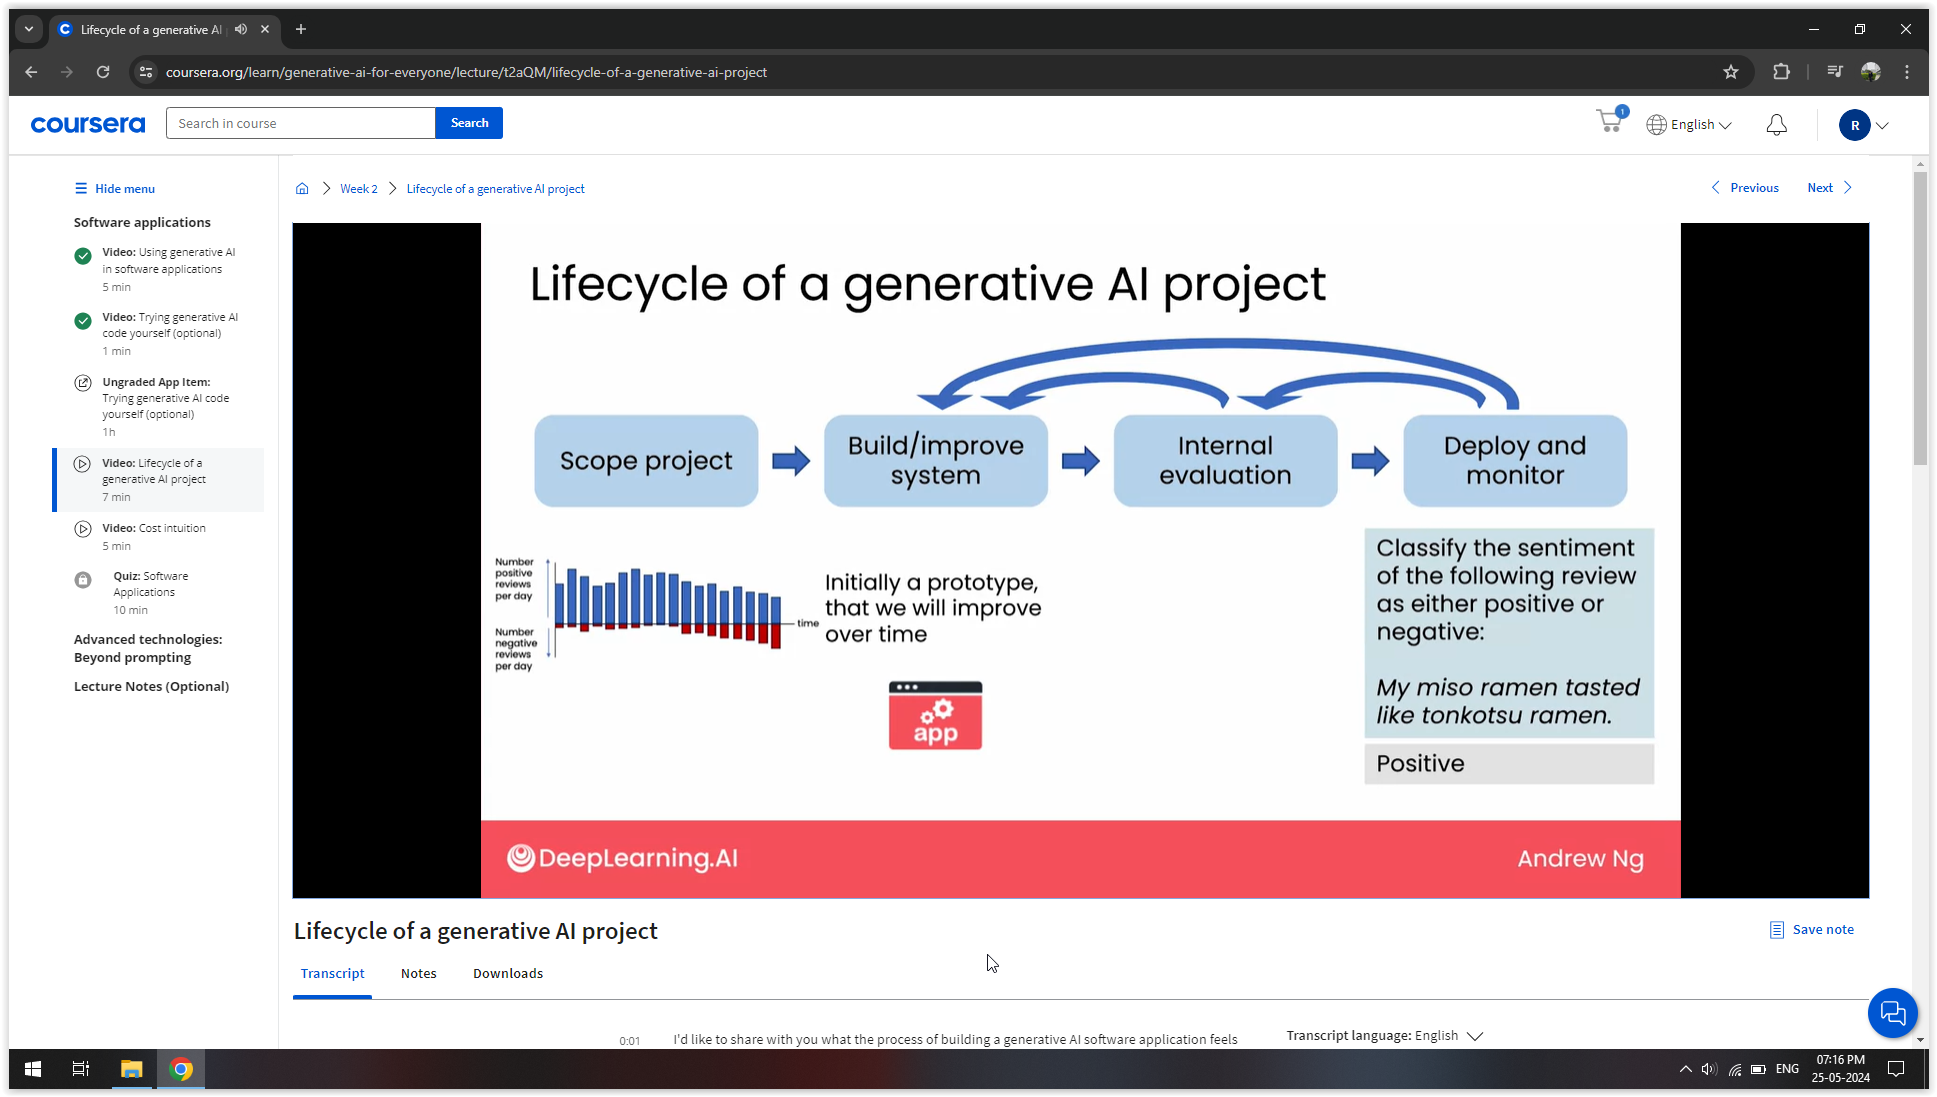 Lifecycle of a generative AI
coursera.org/learn/generative-ai-for-everyone/lecture/t2aQM/lifecycle-of-a-generative-ai-project
coursera
Search in course
Search
1
English
R
Hide menu
Software applications
Video: Using generative AI
in software applications
5 min
Video: Trying generative AI
code yourself (optional)
1 min
Ungraded App Item:
Trying generative AI code
yourself (optional)
1h
Video: Lifecycle of a
generative AI project
7 min
Video: Cost intuition
5 min
Quiz: Software
Applications
10 min
Advanced technologies:
Beyond prompting
Lecture Notes (Optional)
Week 2
Lifecycle of a generative AI project
Previous
Next
Lifecycle of a generative AI project
Scope project
Build/improve
system
Internal
evaluation
Deploy and
monitor
Number
positive
reviews
per day
Number
negative
reviews
per day
time
Initially a prototype,
that we will improve
over time
app
Classify the sentiment
of the following review
as either positive or
negative:
My miso ramen tasted
like tonkotsu ramen.
Positive
DeepLearning.AI
Andrew Ng
Lifecycle of a generative AI project
Save note
Transcript
Notes
Downloads
0:01
I'd like to share with you what the process of building a generative AI software application feels
Transcript language: English
ENG
07:16 PM
25-05-2024